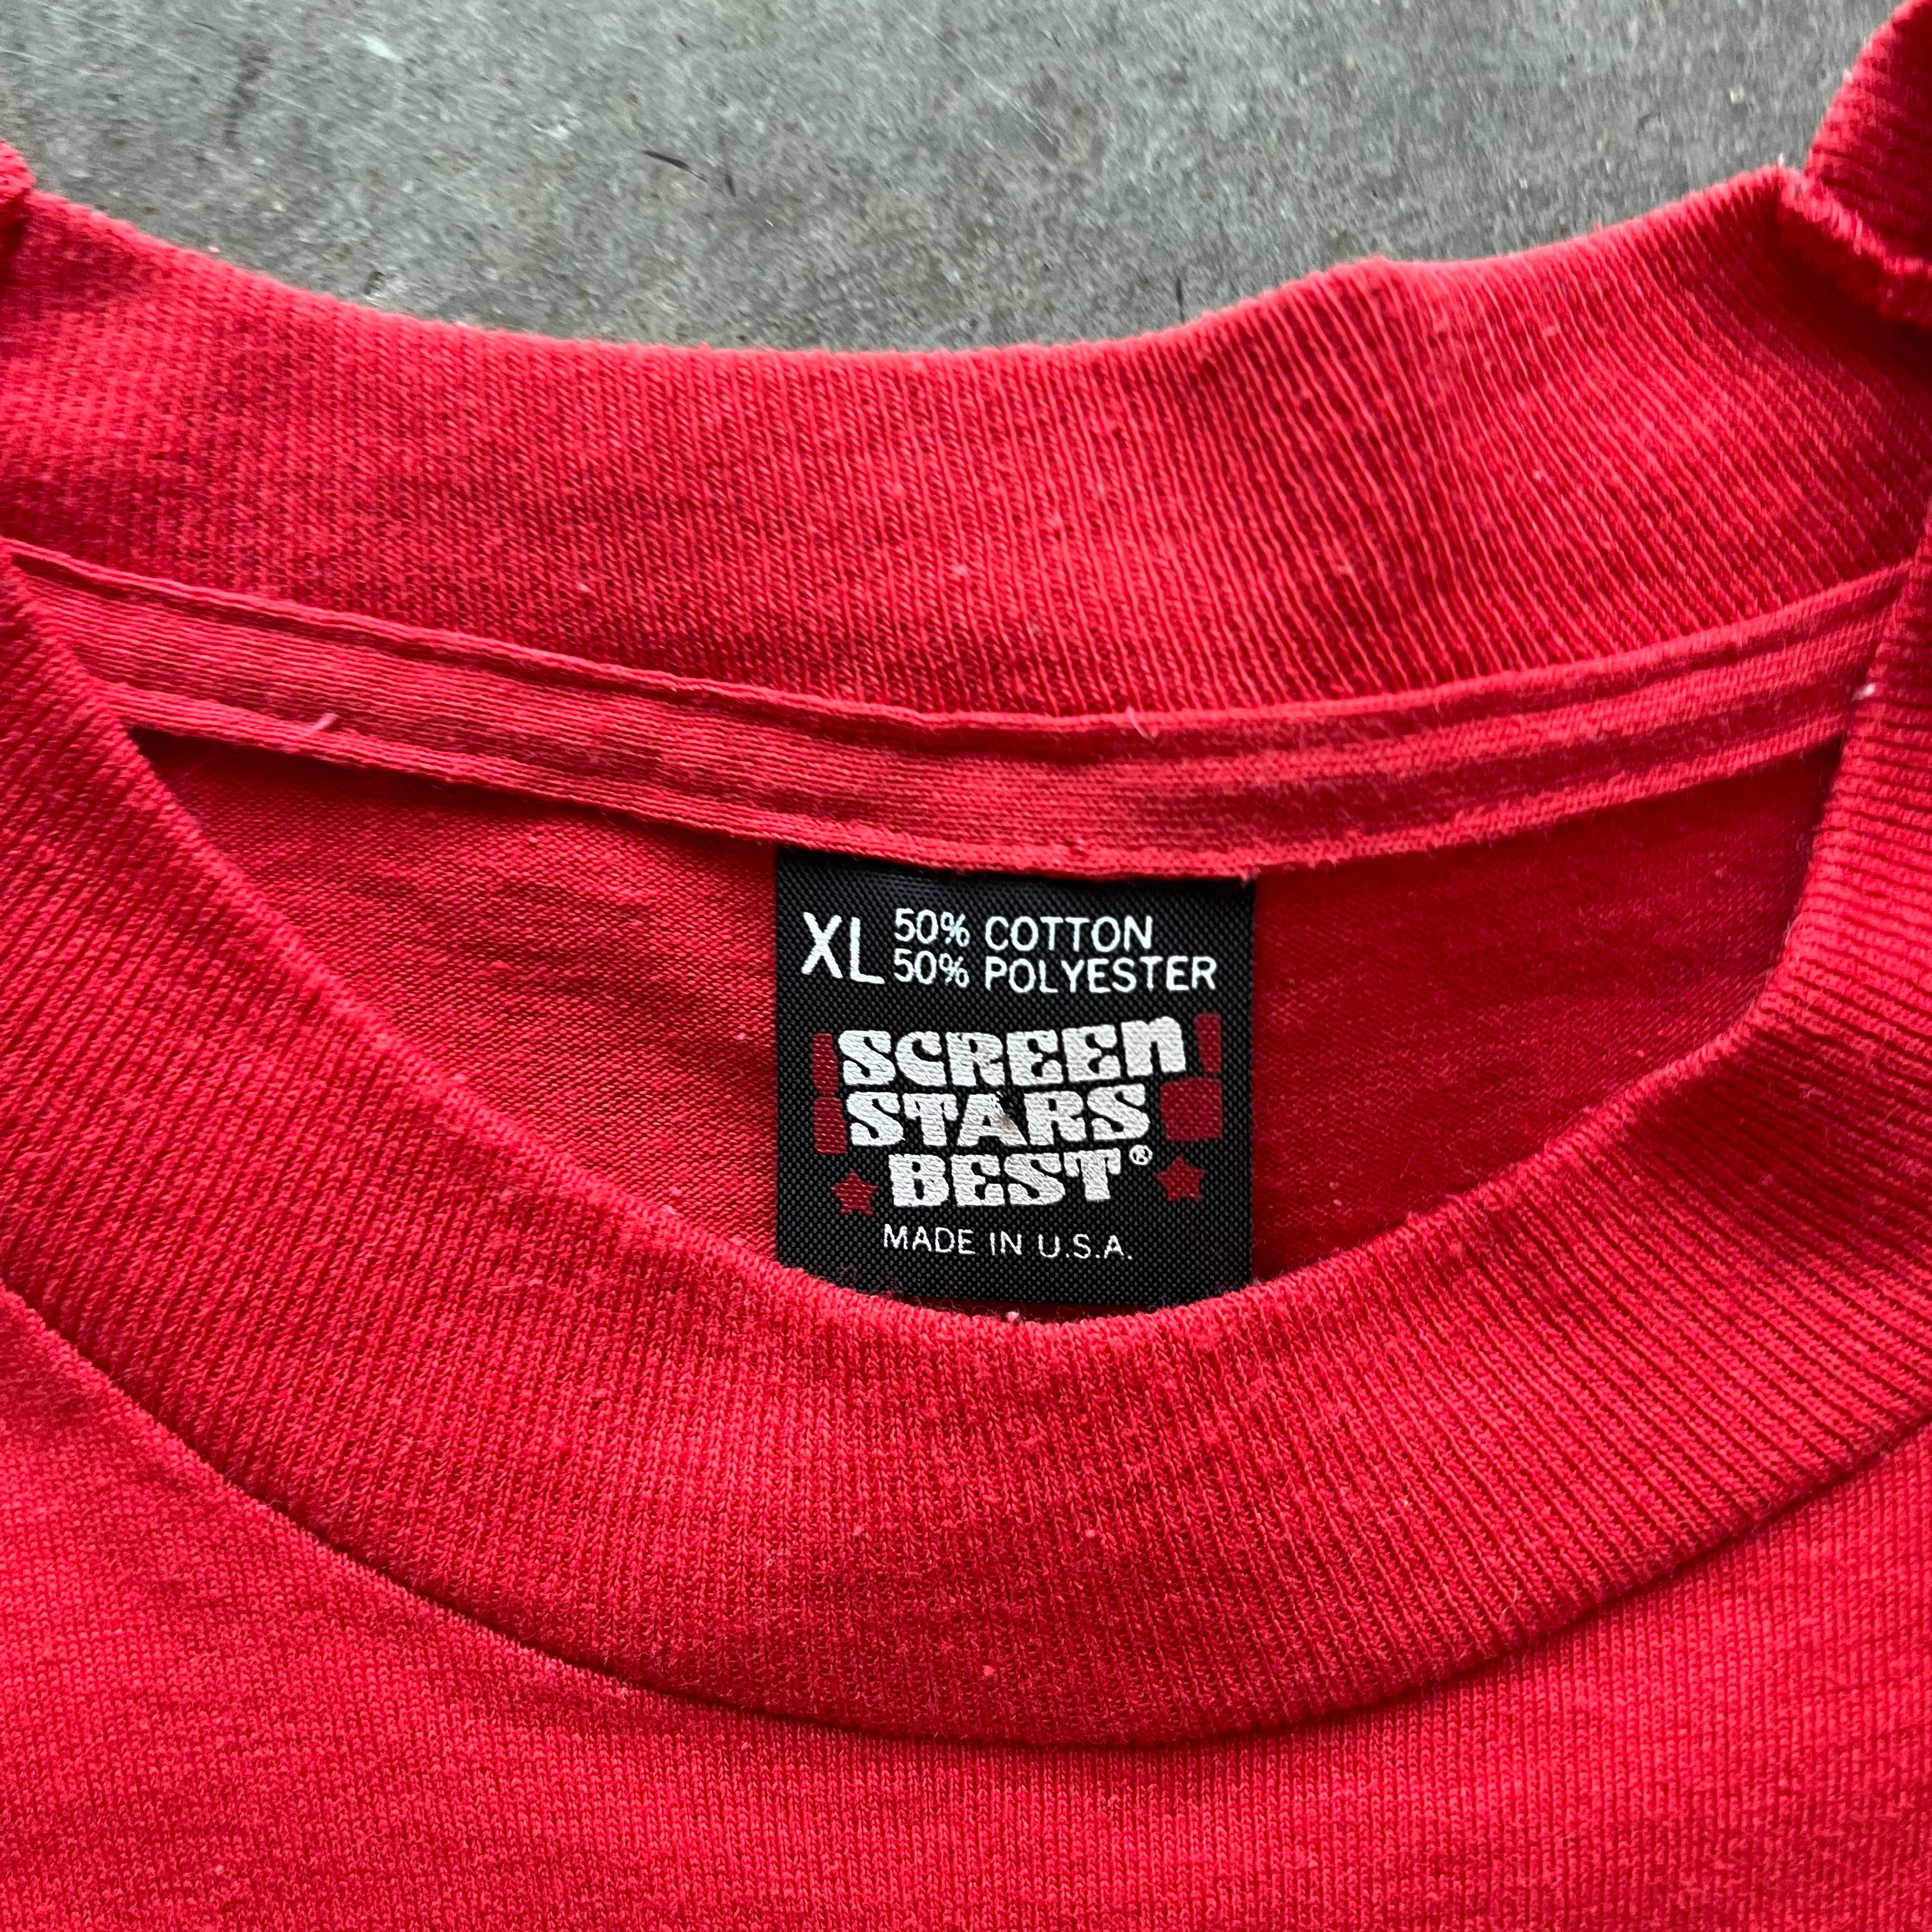 XL 50% COTTON
50% POLYESTER
SCREEn
STARS
BEST®
MADE IN U.S.A.